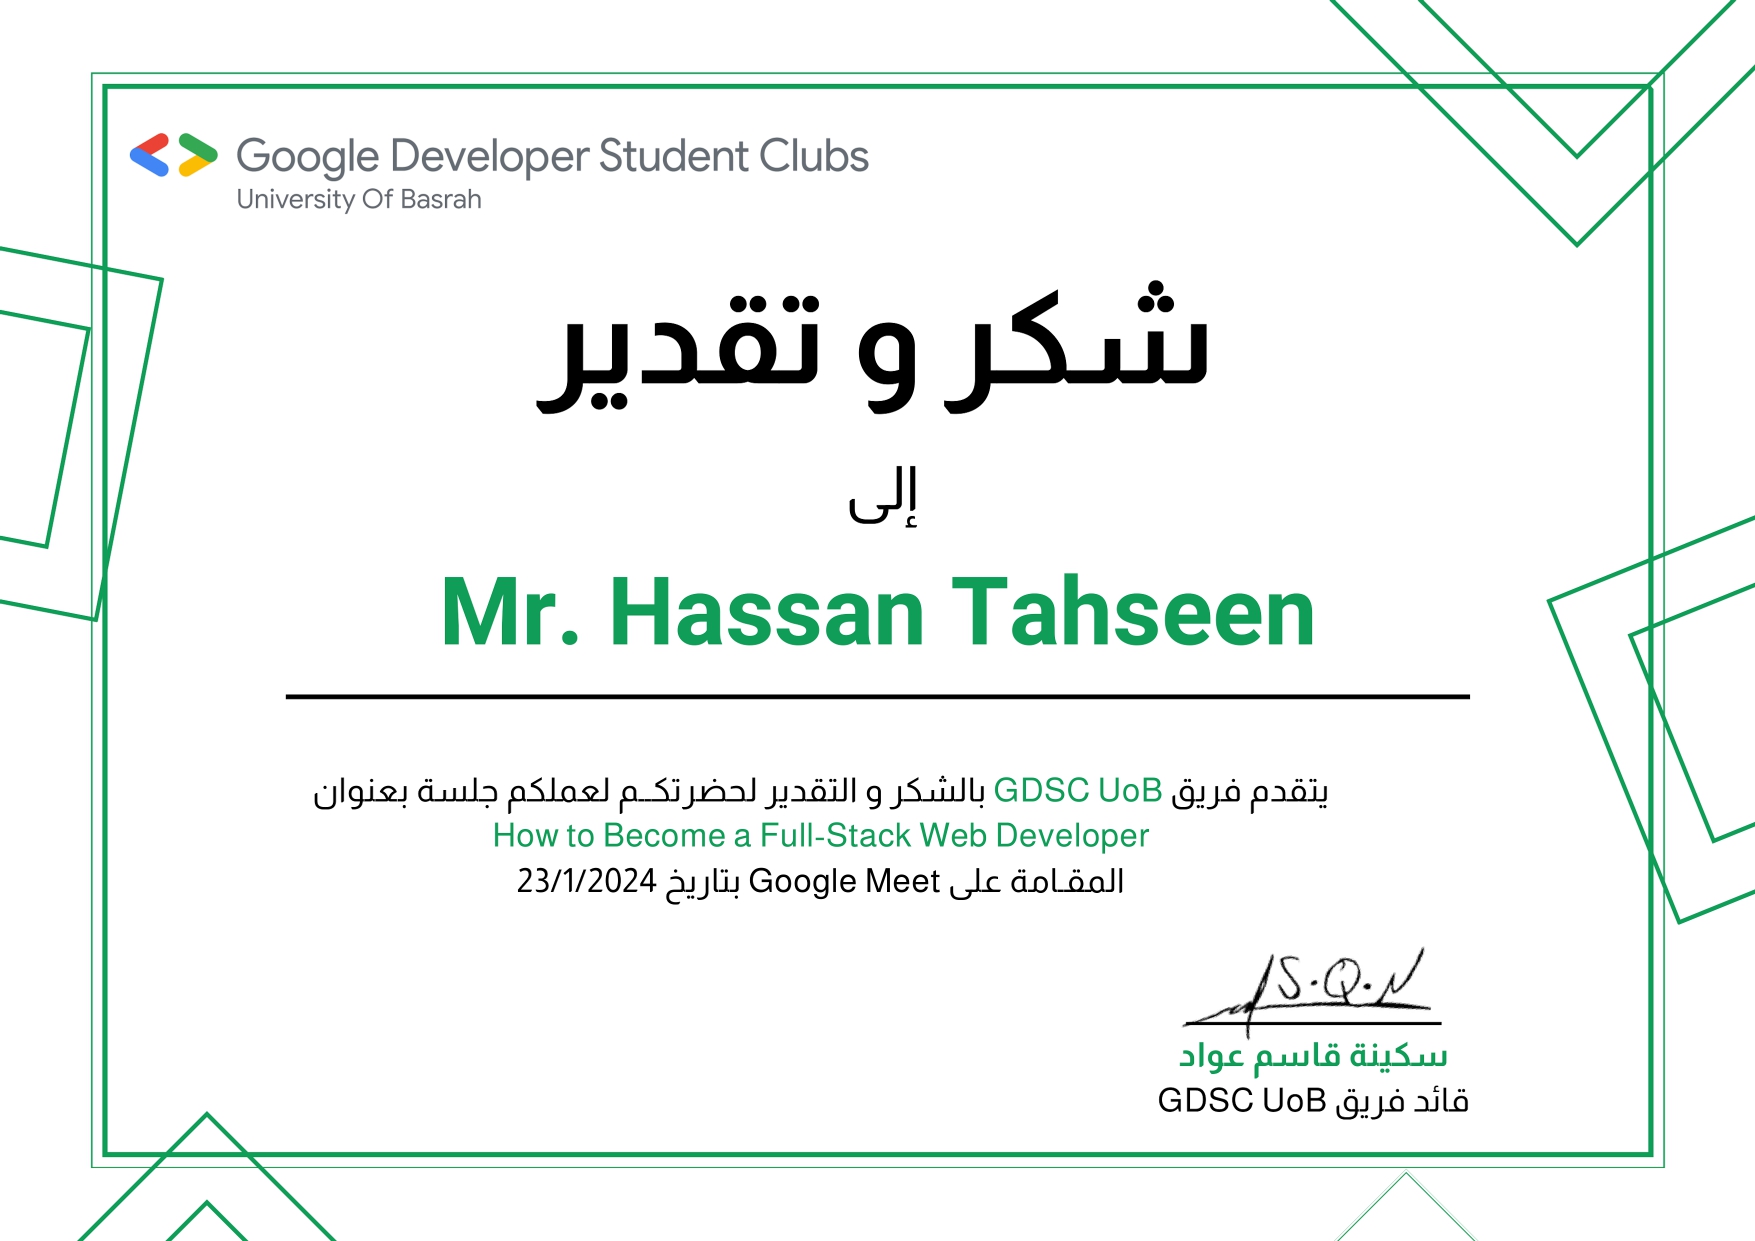 Google Developer Student Clubs
University Of Basrah
شكر و تقدير
إلى
Mr. Hassan Tahseen
يتقدم فريق GDSC UoB بالشكر و التقدير لحضرتكـم لعملكم جلسة بعنوان
How to Become a Full-Stack Web Developer
المقـامة على Google Meet بتاريخ 23/1/2024
S.Q.N
سكينة قاسم عواد
قائد فريق GDSC UoB